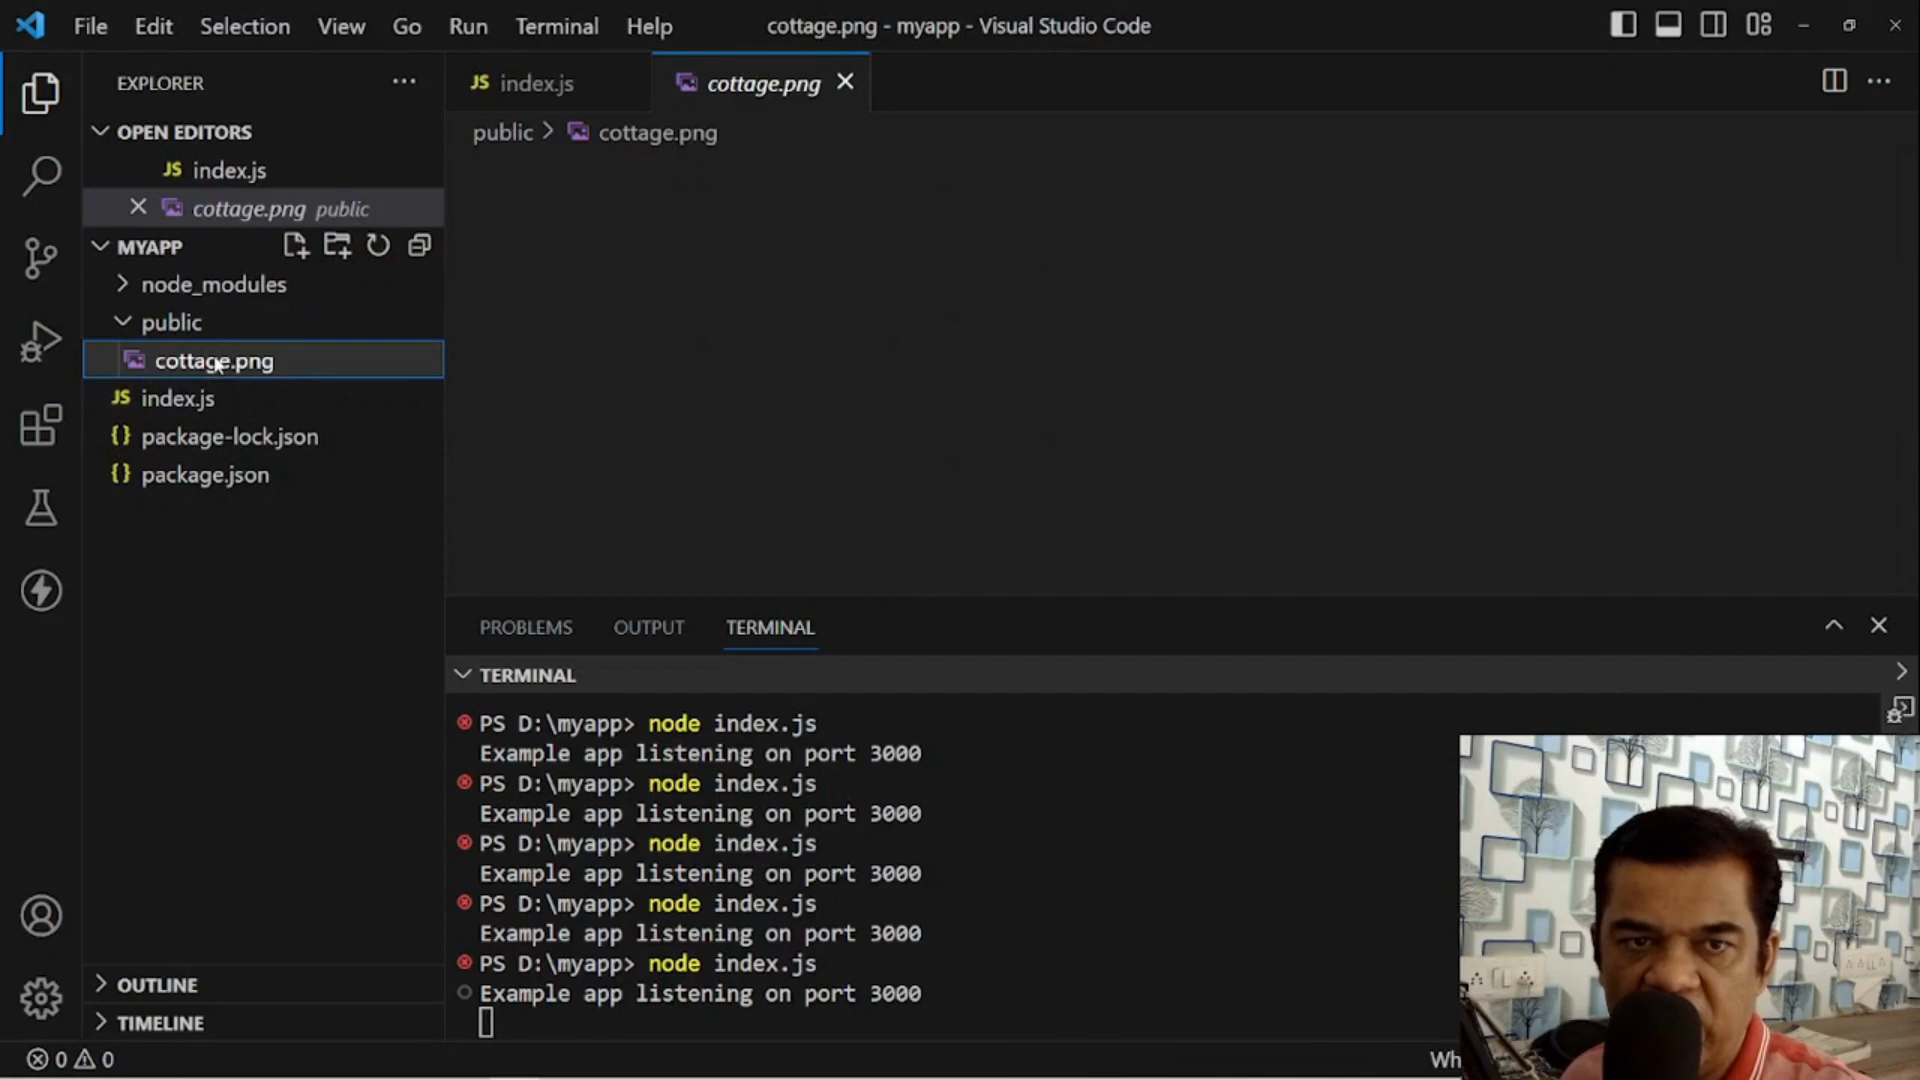 File Edit Selection View Go Run Terminal Help cottage.png - myapp - Visual Studio Code
EXPLORER
OPEN EDITORS
JS index.js
cottage.png public
MYAPP
node_modules
public
cottage.png
JS index.js
{} package-lock.json
{} package.json
OUTLINE
TIMELINE
JS index.js cottage.png
public > cottage.png
PROBLEMS OUTPUT TERMINAL
TERMINAL
PS D:\myapp> node index.js
Example app listening on port 3000
PS D:\myapp> node index.js
Example app listening on port 3000
PS D:\myapp> node index.js
Example app listening on port 3000
PS D:\myapp> node index.js
Example app listening on port 3000
PS D:\myapp> node index.js
Example app listening on port 3000
0 0
Wh